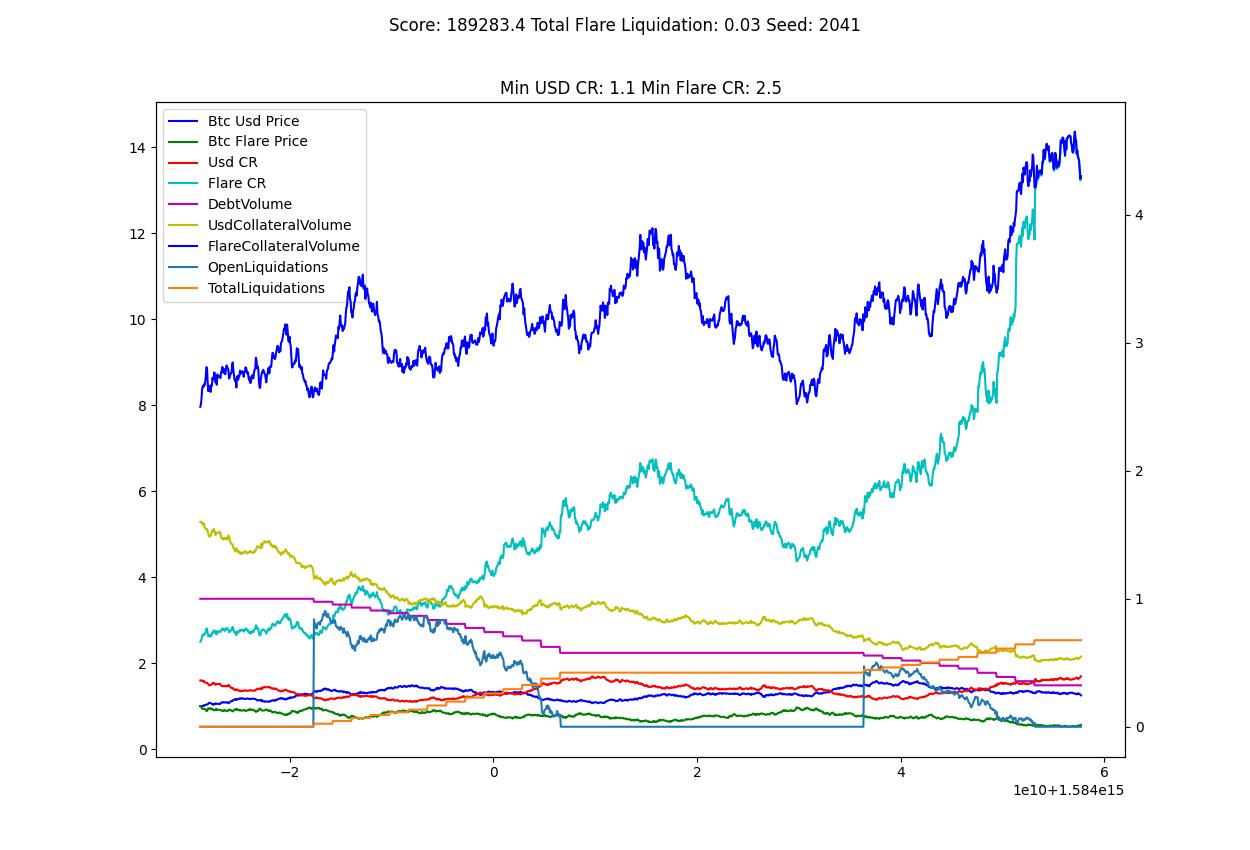 Score: 189283.4 Total Flare Liquidation: 0.03 Seed: 2041
Min USD CR: 1.1 Min Flare CR: 2.5
Btc Usd Price
Btc Flare Price
Usd CR
Flare CR
DebtVolume
UsdCollateralVolume
FlareCollateralVolume
OpenLiquidations
TotalLiquidations
14
12
10
8
6
4
2
0
4
3
2
1
0
−2
0
2
4
6
1e10+1.584e15